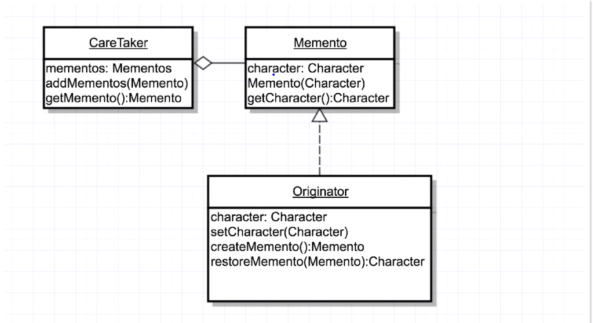 CareTaker
mementos: Mementos
addMementos(Memento)
getMemento():Memento
Memento
character: Character
Memento(Character)
getCharacter():Character
Originator
character: Character
setCharacter(Character)
createMemento():Memento
restoreMemento(Memento):Character